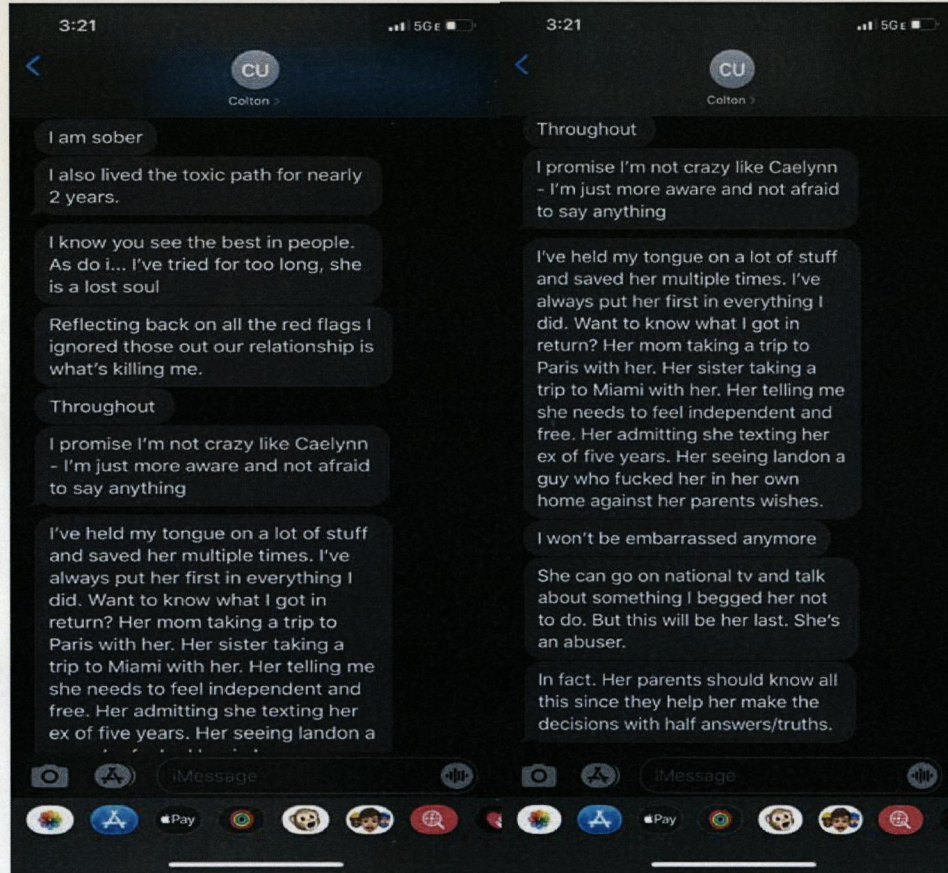 3:21
5GE
CU
Colton >
I am sober
I also lived the toxic path for nearly
2 years.
I know you see the best in people.
As do i... I've tried for too long, she
is a lost soul
Reflecting back on all the red flags I
ignored those out our relationship is
what's killing me.
Throughout
I promise I'm not crazy like Caelynn
- I'm just more aware and not afraid
to say anything
I've held my tongue on a lot of stuff
and saved her multiple times. I've
always put her first in everything I
did. Want to know what I got in
return? Her mom taking a trip to
Paris with her. Her sister taking a
trip to Miami with her. Her telling me
she needs to feel independent and
free. Her admitting she texting her
ex of five years. Her seeing landon a
iMessage
Pay
3:21
5GE
CU
Colton >
Throughout
I promise I'm not crazy like Caelynn
- I'm just more aware and not afraid
to say anything
I've held my tongue on a lot of stuff
and saved her multiple times. I've
always put her first in everything I
did. Want to know what I got in
return? Her mom taking a trip to
Paris with her. Her sister taking a
trip to Miami with her. Her telling me
she needs to feel independent and
free. Her admitting she texting her
ex of five years. Her seeing landon a
guy who fucked her in her own
home against her parents wishes.
I won't be embarrassed anymore
She can go on national tv and talk
about something I begged her not
to do. But this will be her last. She's
an abuser.
In fact. Her parents should know all
this since they help her make the
decisions with half answers/truths.
iMessage
Pay